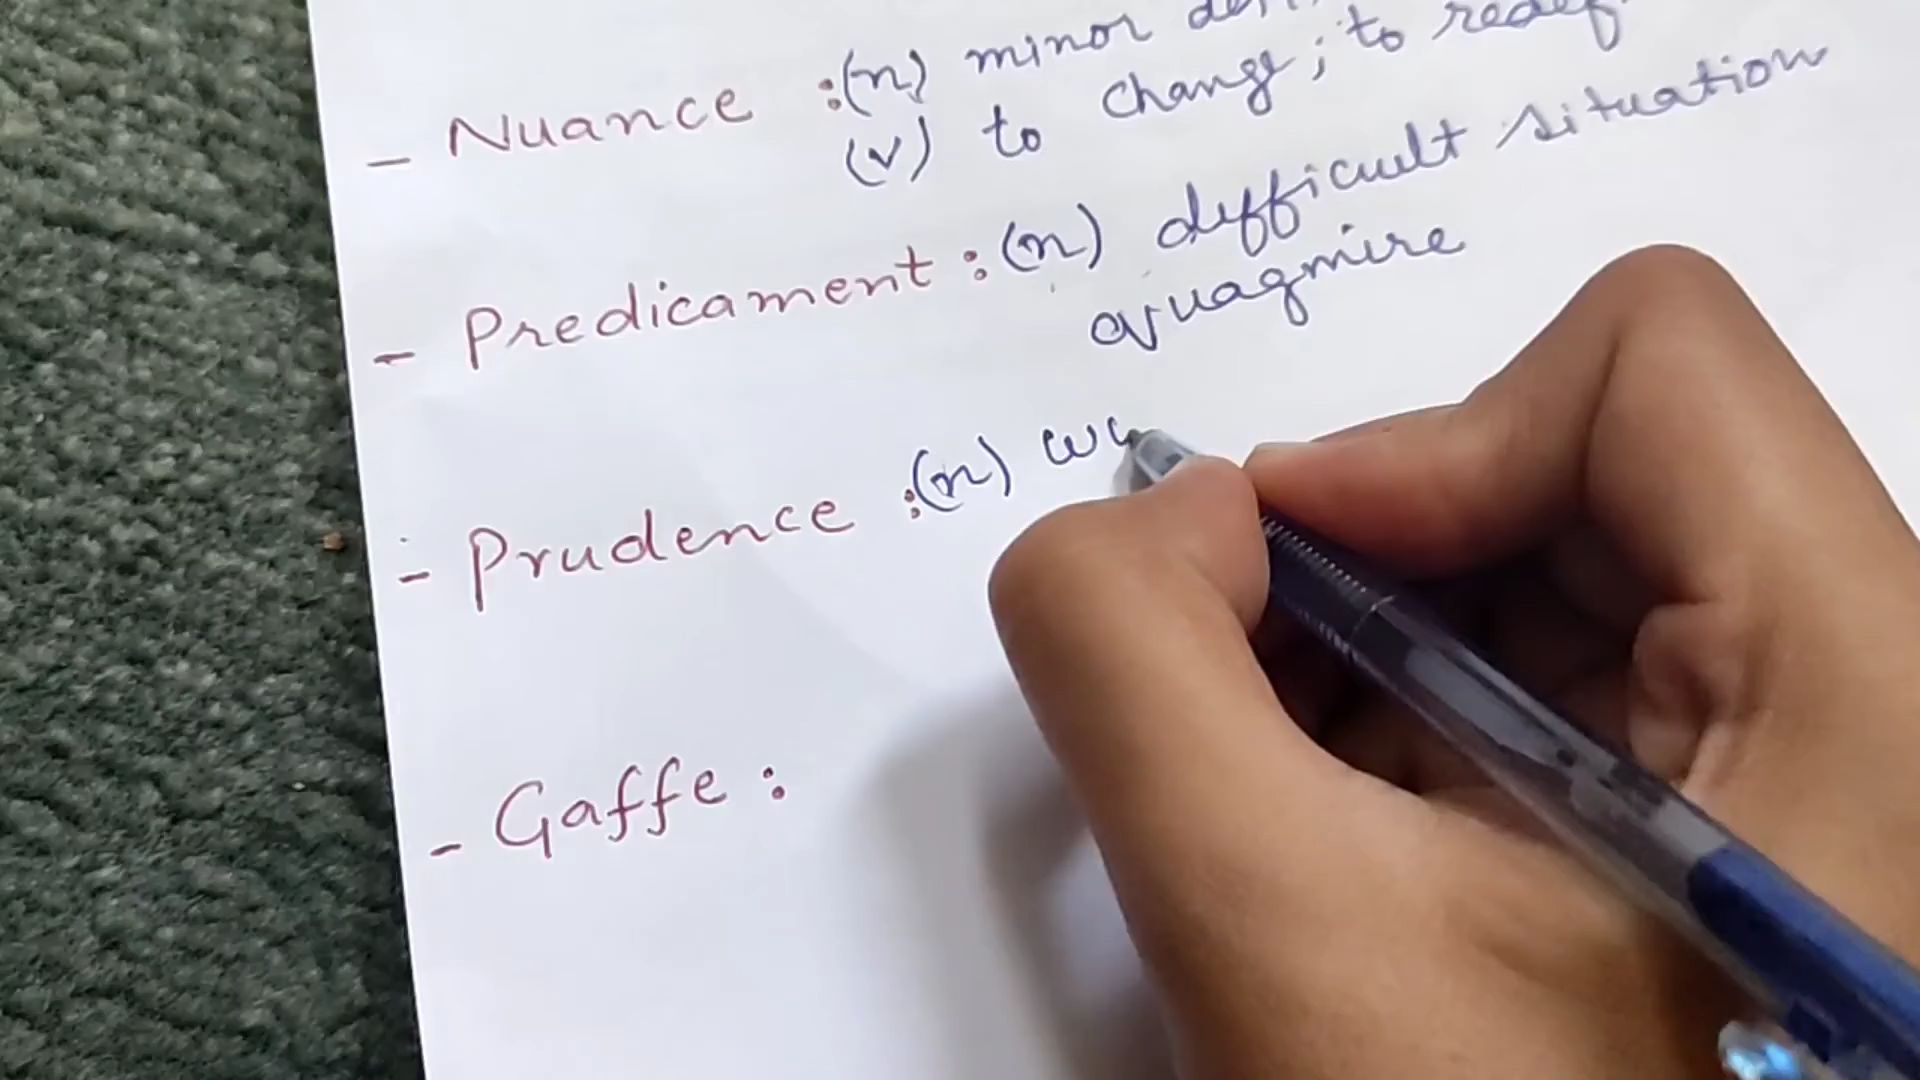 - Nuance : (n) minor
(v) to change; to
- Predicament : (n) difficult situation
quagmire
- Prudence : (n)
- Gaffe :